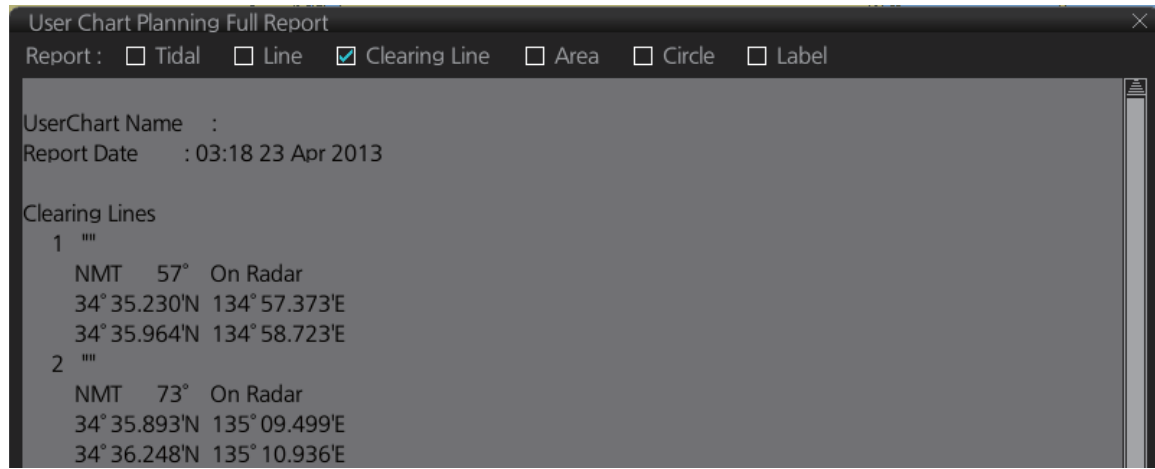 User Chart Planning Full Report
Report : Tidal Line Clearing Line Area Circle Label
UserChart Name :
Report Date : 03:18 23 Apr 2013
Clearing Lines
1 ""
NMT 57° On Radar
34°35.230'N 134°57.373'E
34°35.964'N 134°58.723'E
2 ""
NMT 73° On Radar
34°35.893'N 135°09.499'E
34°36.248'N 135°10.936'E